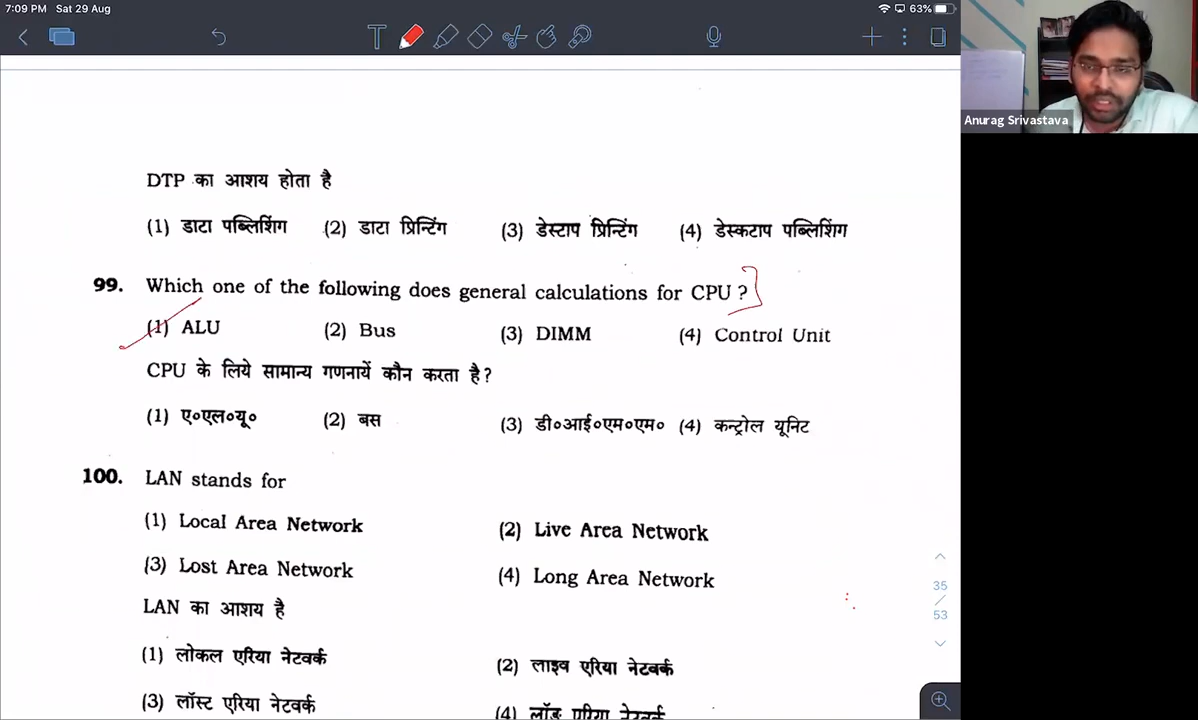 7:09 PM Sat 29 Aug
63%
T
Anurag Srivastava
DTP का आशय होता है
(1) डाटा पब्लिशिंग (2) डाटा प्रिन्टिंग (3) डेस्टाप प्रिन्टिंग (4) डेस्कटाप पब्लिशिंग
99. Which one of the following does general calculations for CPU ?
(1) ALU (2) Bus (3) DIMM (4) Control Unit
CPU के लिये सामान्य गणनायें कौन करता है?
(1) ए०एल०यू० (2) बस (3) डी०आई०एम०एम० (4) कन्ट्रोल यूनिट
100. LAN stands for
(1) Local Area Network (2) Live Area Network
(3) Lost Area Network (4) Long Area Network
35
/
53
LAN का आशय है
(1) लोकल एरिया नेटवर्क (2) लाइव एरिया नेटवर्क
(3) लॉस्ट एरिया नेटवर्क (4) लॉङ एरिया नेटवर्क